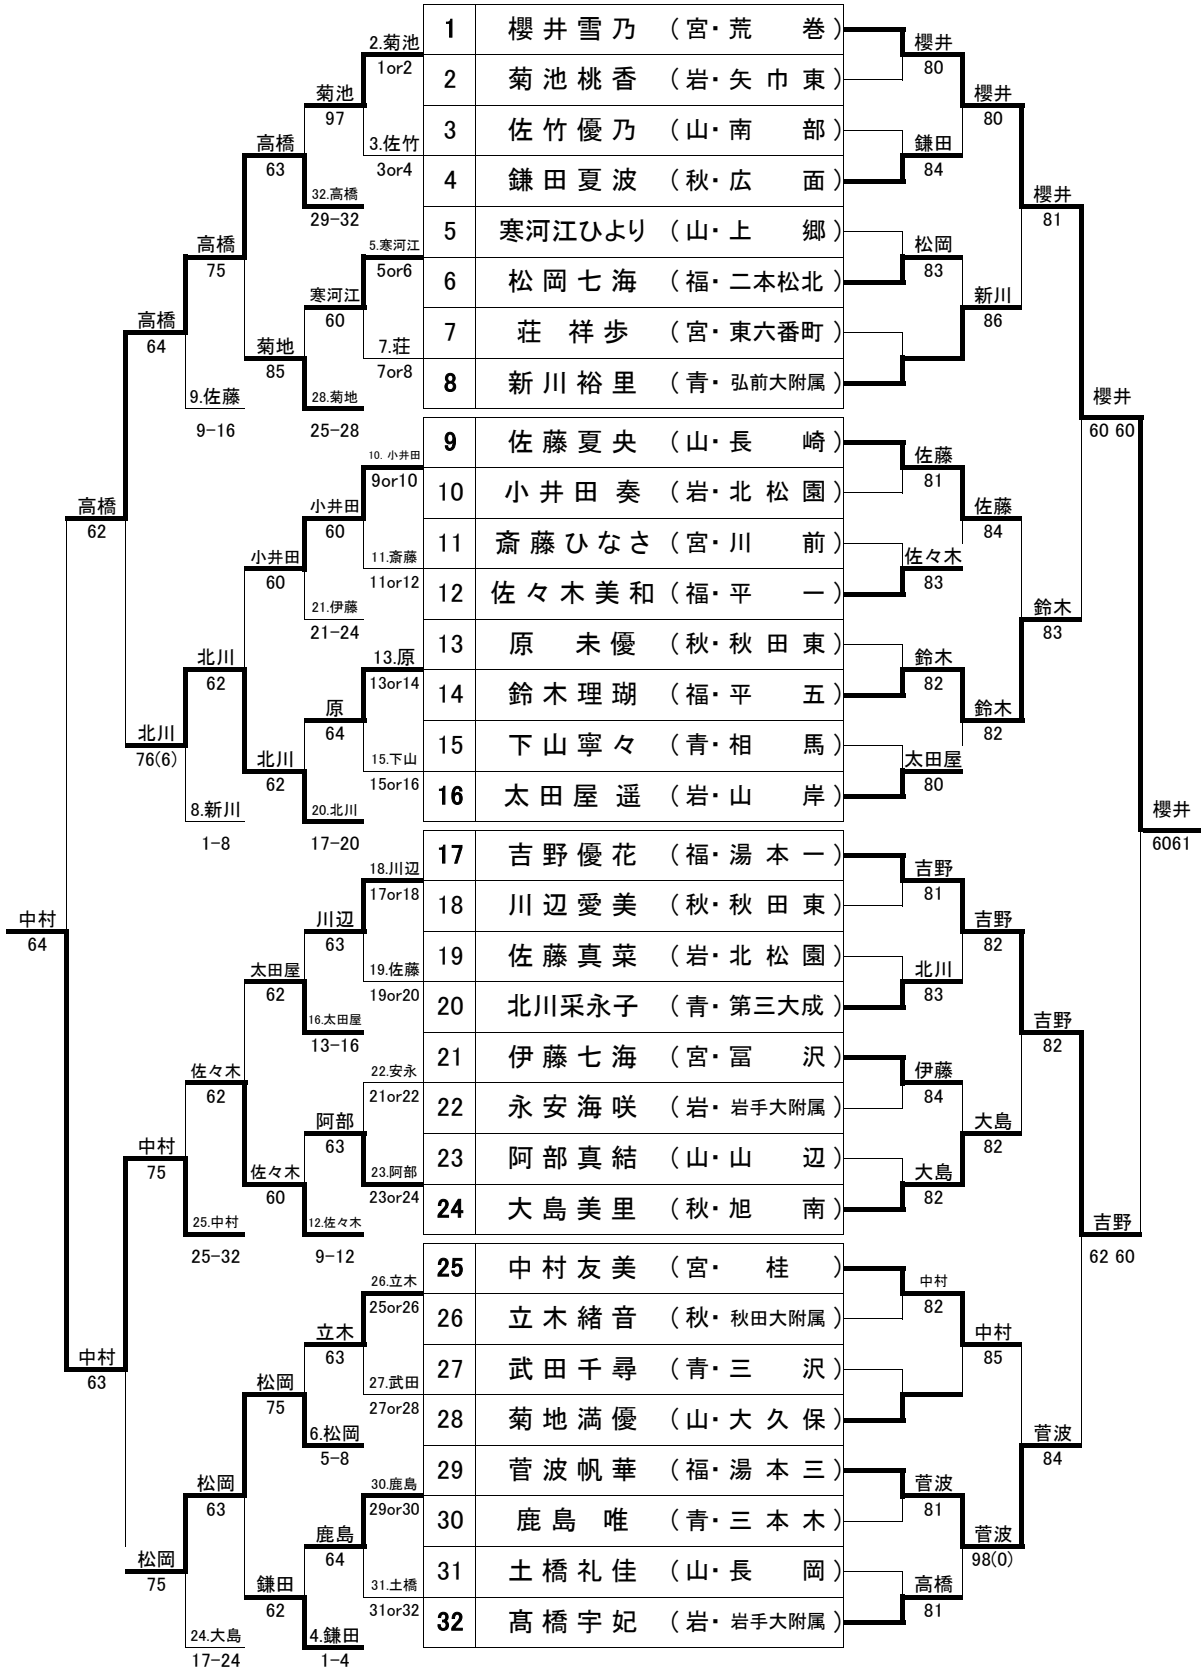 1 櫻井雪乃 （宮・荒 巻）
2 菊池桃香 （岩・矢巾東）
3 佐竹優乃 （山・南 部）
4 鎌田夏波 （秋・広 面）
5 寒河江ひより （山・上 郷）
6 松岡七海 （福・二本松北）
7 荘 祥歩 （宮・東六番町）
8 新川裕里 （青・弘前大附属）
9 佐藤夏央 （山・長 崎）
10 小井田奏 （岩・北松園）
11 斎藤ひなさ （宮・川 前）
12 佐々木美和 （福・平 一）
13 原 未優 （秋・秋田東）
14 鈴木理瑚 （福・平 五）
15 下山寧々 （青・相 馬）
16 太田屋遥 （岩・山 岸）
17 吉野優花 （福・湯本一）
18 川辺愛美 （秋・秋田東）
19 佐藤真菜 （岩・北松園）
20 北川采永子 （青・第三大成）
21 伊藤七海 （宮・冨 沢）
22 永安海咲 （岩・岩手大附属）
23 阿部真結 （山・山 辺）
24 大島美里 （秋・旭 南）
25 中村友美 （宮・ 桂 ）
26 立木緒音 （秋・秋田大附属）
27 武田千尋 （青・三 沢）
28 菊地満優 （山・大久保）
29 菅波帆華 （福・湯本三）
30 鹿島 唯 （青・三本木）
31 土橋礼佳 （山・長 岡）
32 髙橋宇妃 （岩・岩手大附属）
櫻井
80
鎌田
84
松岡
83
佐藤
81
佐々木
83
鈴木
82
太田屋
80
吉野
81
北川
83
伊藤
84
大島
82
中村
82
菅波
81
高橋
81
櫻井
80
新川
86
佐藤
84
鈴木
82
吉野
82
大島
82
中村
85
菅波
98(0)
櫻井
81
鈴木
83
吉野
82
菅波
84
櫻井
60 60
吉野
62 60
櫻井
6061
2.菊池
1or2
3.佐竹
3or4
5.寒河江
5or6
7.荘
7or8
10.小井田
9or10
11.斎藤
11or12
13.原
13or14
15.下山
15or16
18.川辺
17or18
19.佐藤
19or20
22.安永
21or22
23.阿部
23or24
26.立木
25or26
27.武田
27or28
30.鹿島
29or30
31.土橋
31or32
菊池
97
32.高橋
29-32
寒河江
60
28.菊地
25-28
小井田
60
21.伊藤
21-24
原
64
20.北川
17-20
川辺
63
16.太田屋
13-16
阿部
63
12.佐々木
9-12
立木
63
6.松岡
5-8
鹿島
64
4.鎌田
1-4
高橋
63
菊地
85
小井田
60
北川
62
太田屋
62
佐々木
60
松岡
75
鎌田
62
高橋
75
9.佐藤
9-16
北川
62
8.新川
1-8
佐々木
62
25.中村
25-32
松岡
63
24.大島
17-24
高橋
64
北川
76(6)
中村
75
松岡
75
高橋
62
中村
63
中村
64